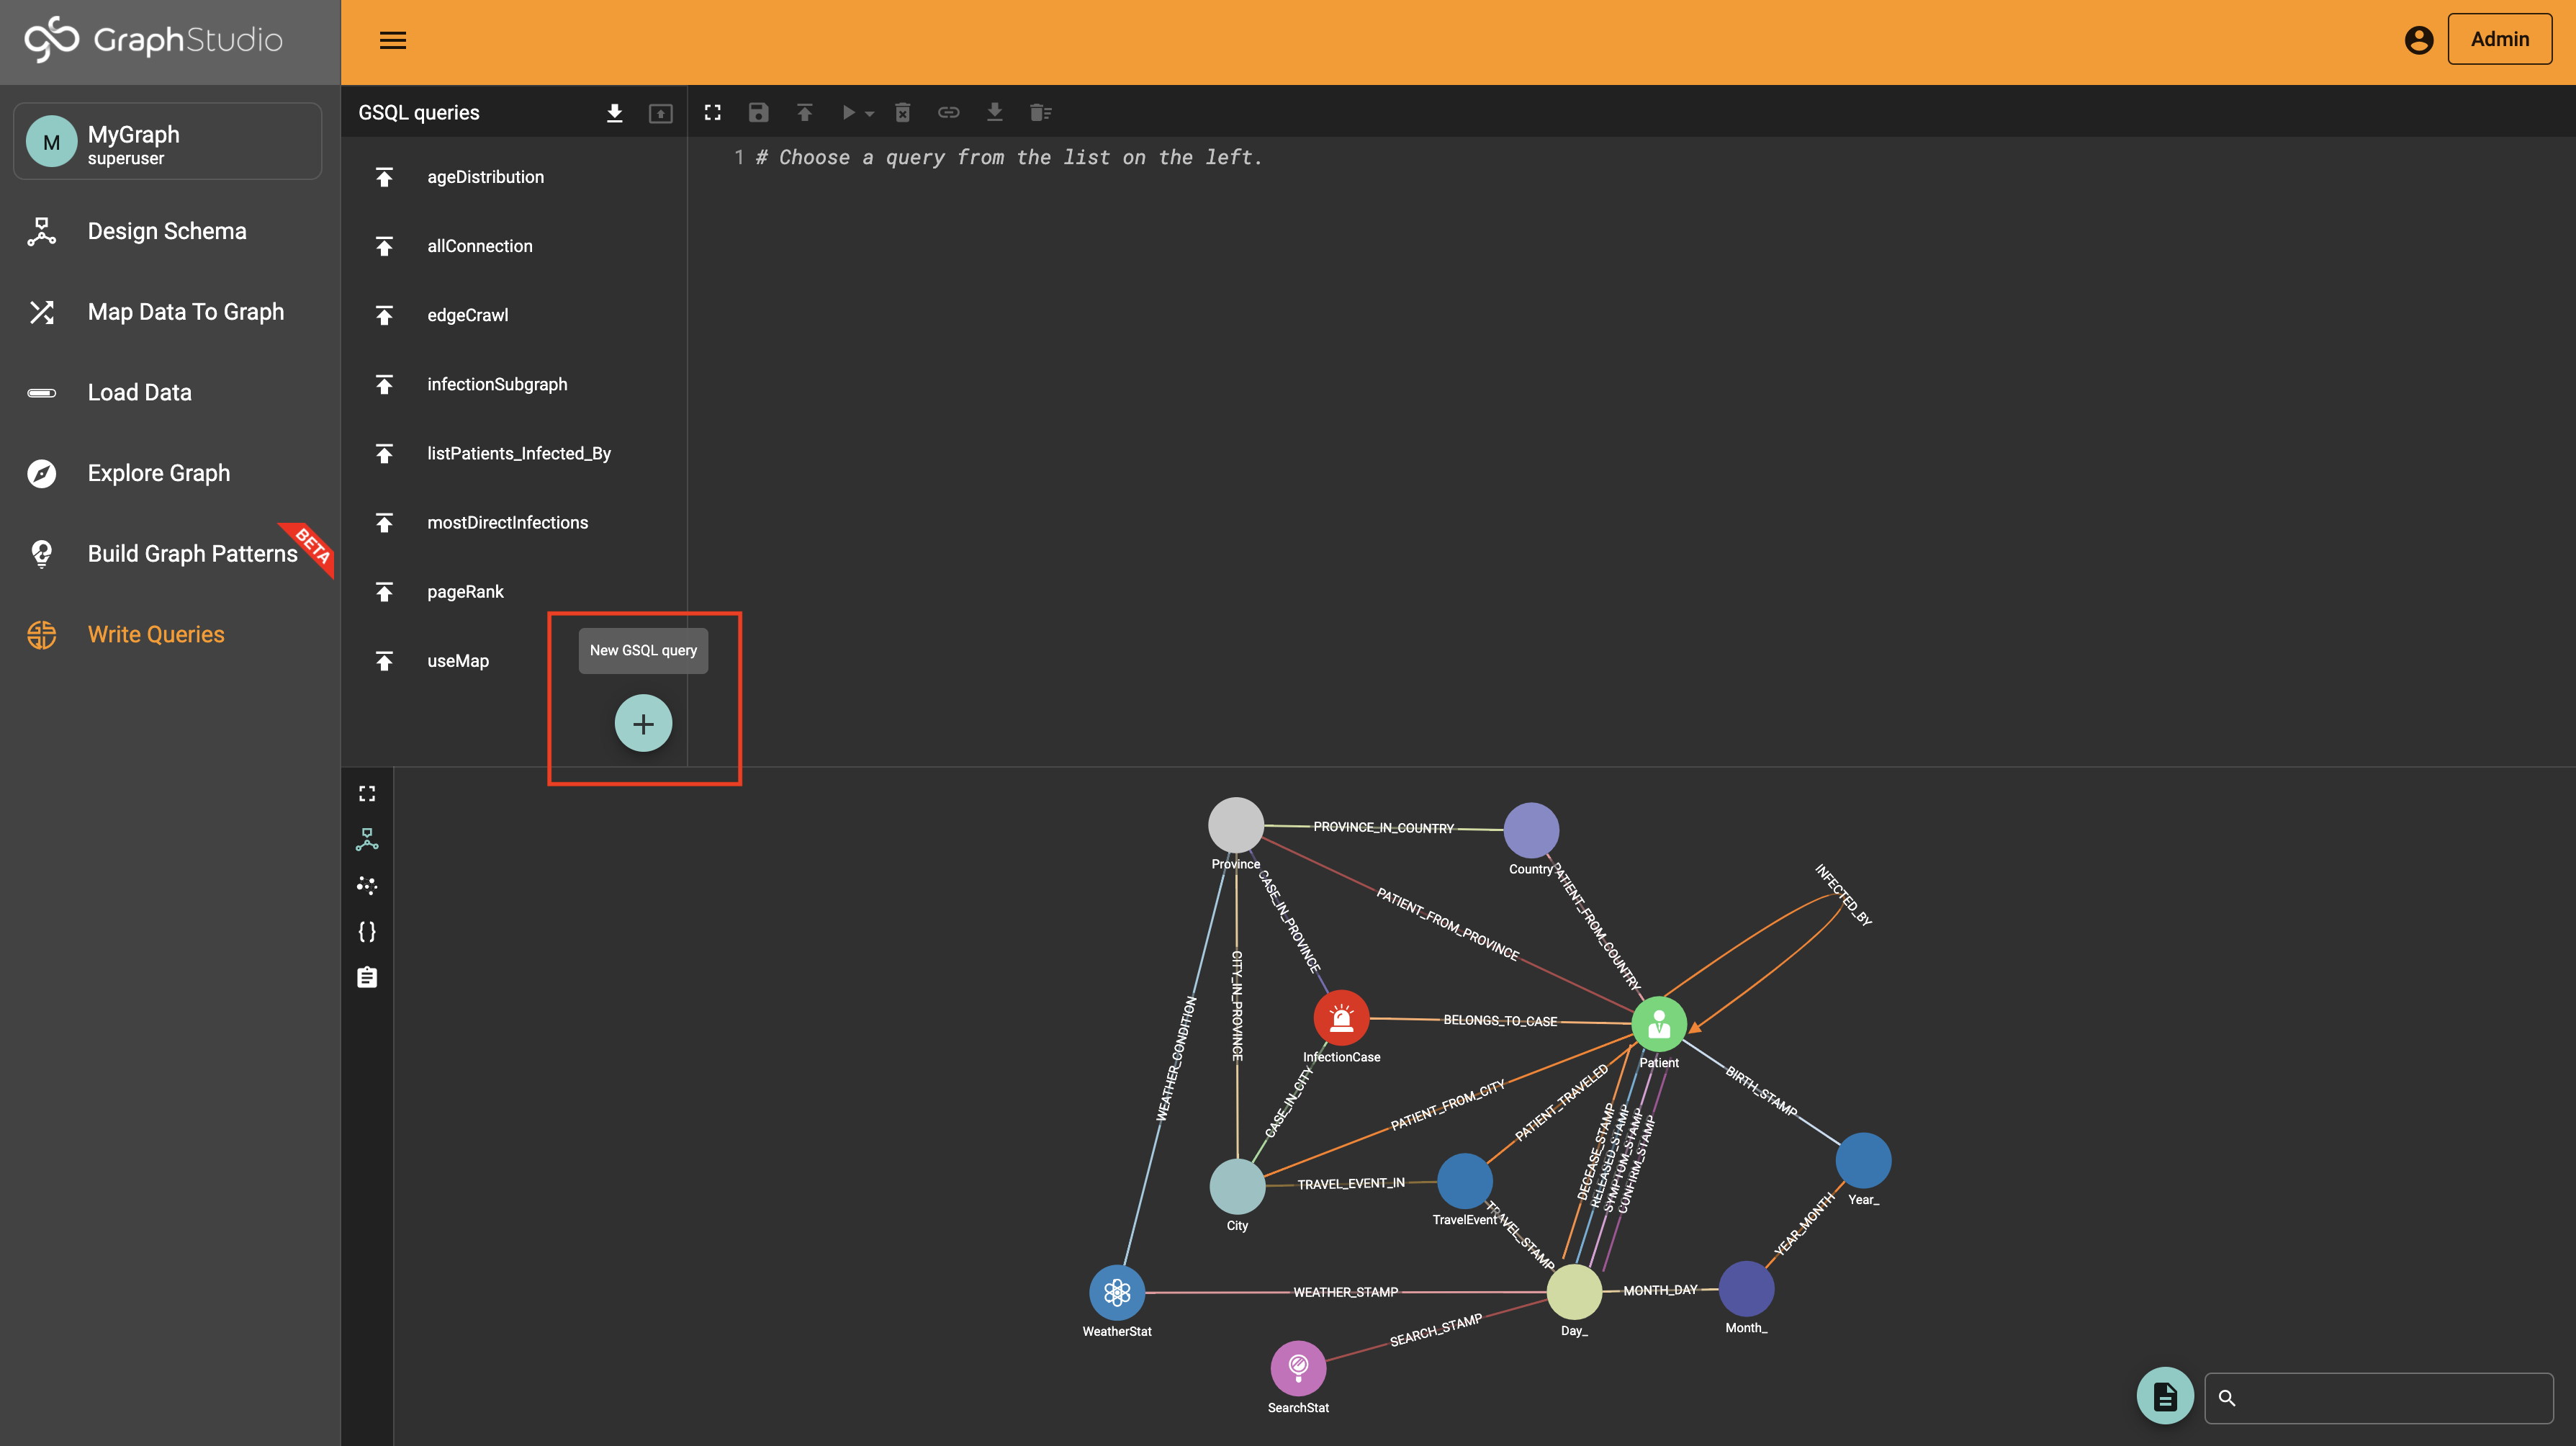 GraphStudio
Admin
M
MyGraph
superuser
Design Schema
Map Data To Graph
Load Data
Explore Graph
Build Graph Patterns
BETA
Write Queries
GSQL queries
ageDistribution
allConnection
edgeCrawl
infectionSubgraph
listPatients_Infected_By
mostDirectInfections
pageRank
useMap
New GSQL query
1 # Choose a query from the list on the left.
Province
PROVINCE_IN_COUNTRY
Country
CASE_IN_PROVINCE
PATIENT_FROM_PROVINCE
PATIENT_FROM_COUNTRY
INFECTED_BY
CITY_IN_PROVINCE
WEATHER_CONDITION
InfectionCase
BELONGS_TO_CASE
Patient
CASE_IN_CITY
PATIENT_FROM_CITY
PATIENT_TRAVELED
BIRTH_STAMP
DECEASE_STAMP
RELEASED_STAMP
SYMPTOM_STAMP
CONFIRM_STAMP
City
TRAVEL_EVENT_IN
TravelEvent
TRAVEL_STAMP
Year_
YEAR_MONTH
WeatherStat
WEATHER_STAMP
Day_
MONTH_DAY
Month_
SEARCH_STAMP
SearchStat